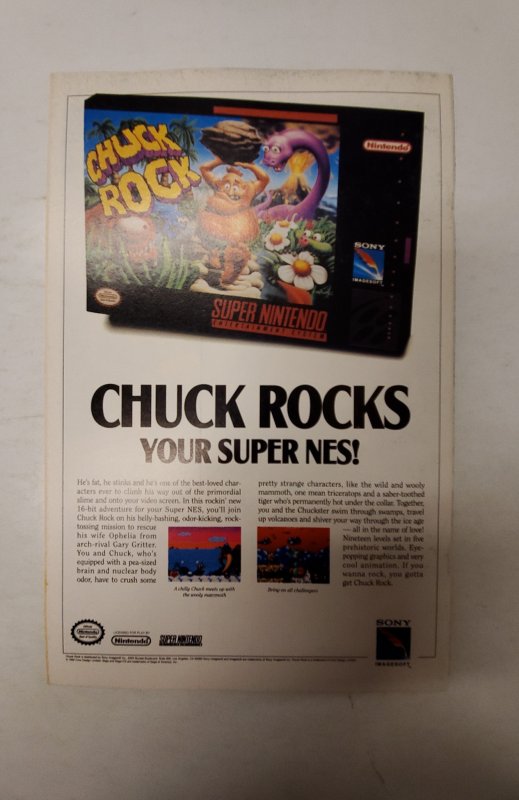 CHUCK
ROCK
Nintendo
SONY
IMAGESOFT
SUPER NINTENDO
ENTERTAINMENT SYSTEM
CHUCK ROCKS
YOUR SUPER NES!
He's fat, he stinks and he's one of the best-loved char-
acters ever to climb his way out of the primordial
slime and onto your video screen. In this rockin' new
16-bit adventure for your Super NES, you'll join
Chuck Rock on his belly-bashing, odor-kicking, rock-
tossing mission to rescue
his wife Ophelia from
arch-rival Gary Gritter.
You and Chuck, who's
equipped with a pea-sized
brain and nuclear body
odor, have to crush some
pretty strange characters, like the wild and wooly
mammoth, one mean triceratops and a saber-toothed
tiger who's permanently hot under the collar. Together,
you and the Chuckster swim through swamps, travel
up volcanoes and shiver your way through the ice age
— all in the name of love!
Nineteen levels set in five
prehistoric worlds. Eye-
popping graphics and very
cool animation. If you
wanna rock, you gotta
get Chuck Rock.
A chilly Chuck meets up with
the wooly mammoth
Bring on all challengers
Nintendo
LICENSED FOR PLAY BY
Nintendo
SUPER NINTENDO
SONY
IMAGESOFT